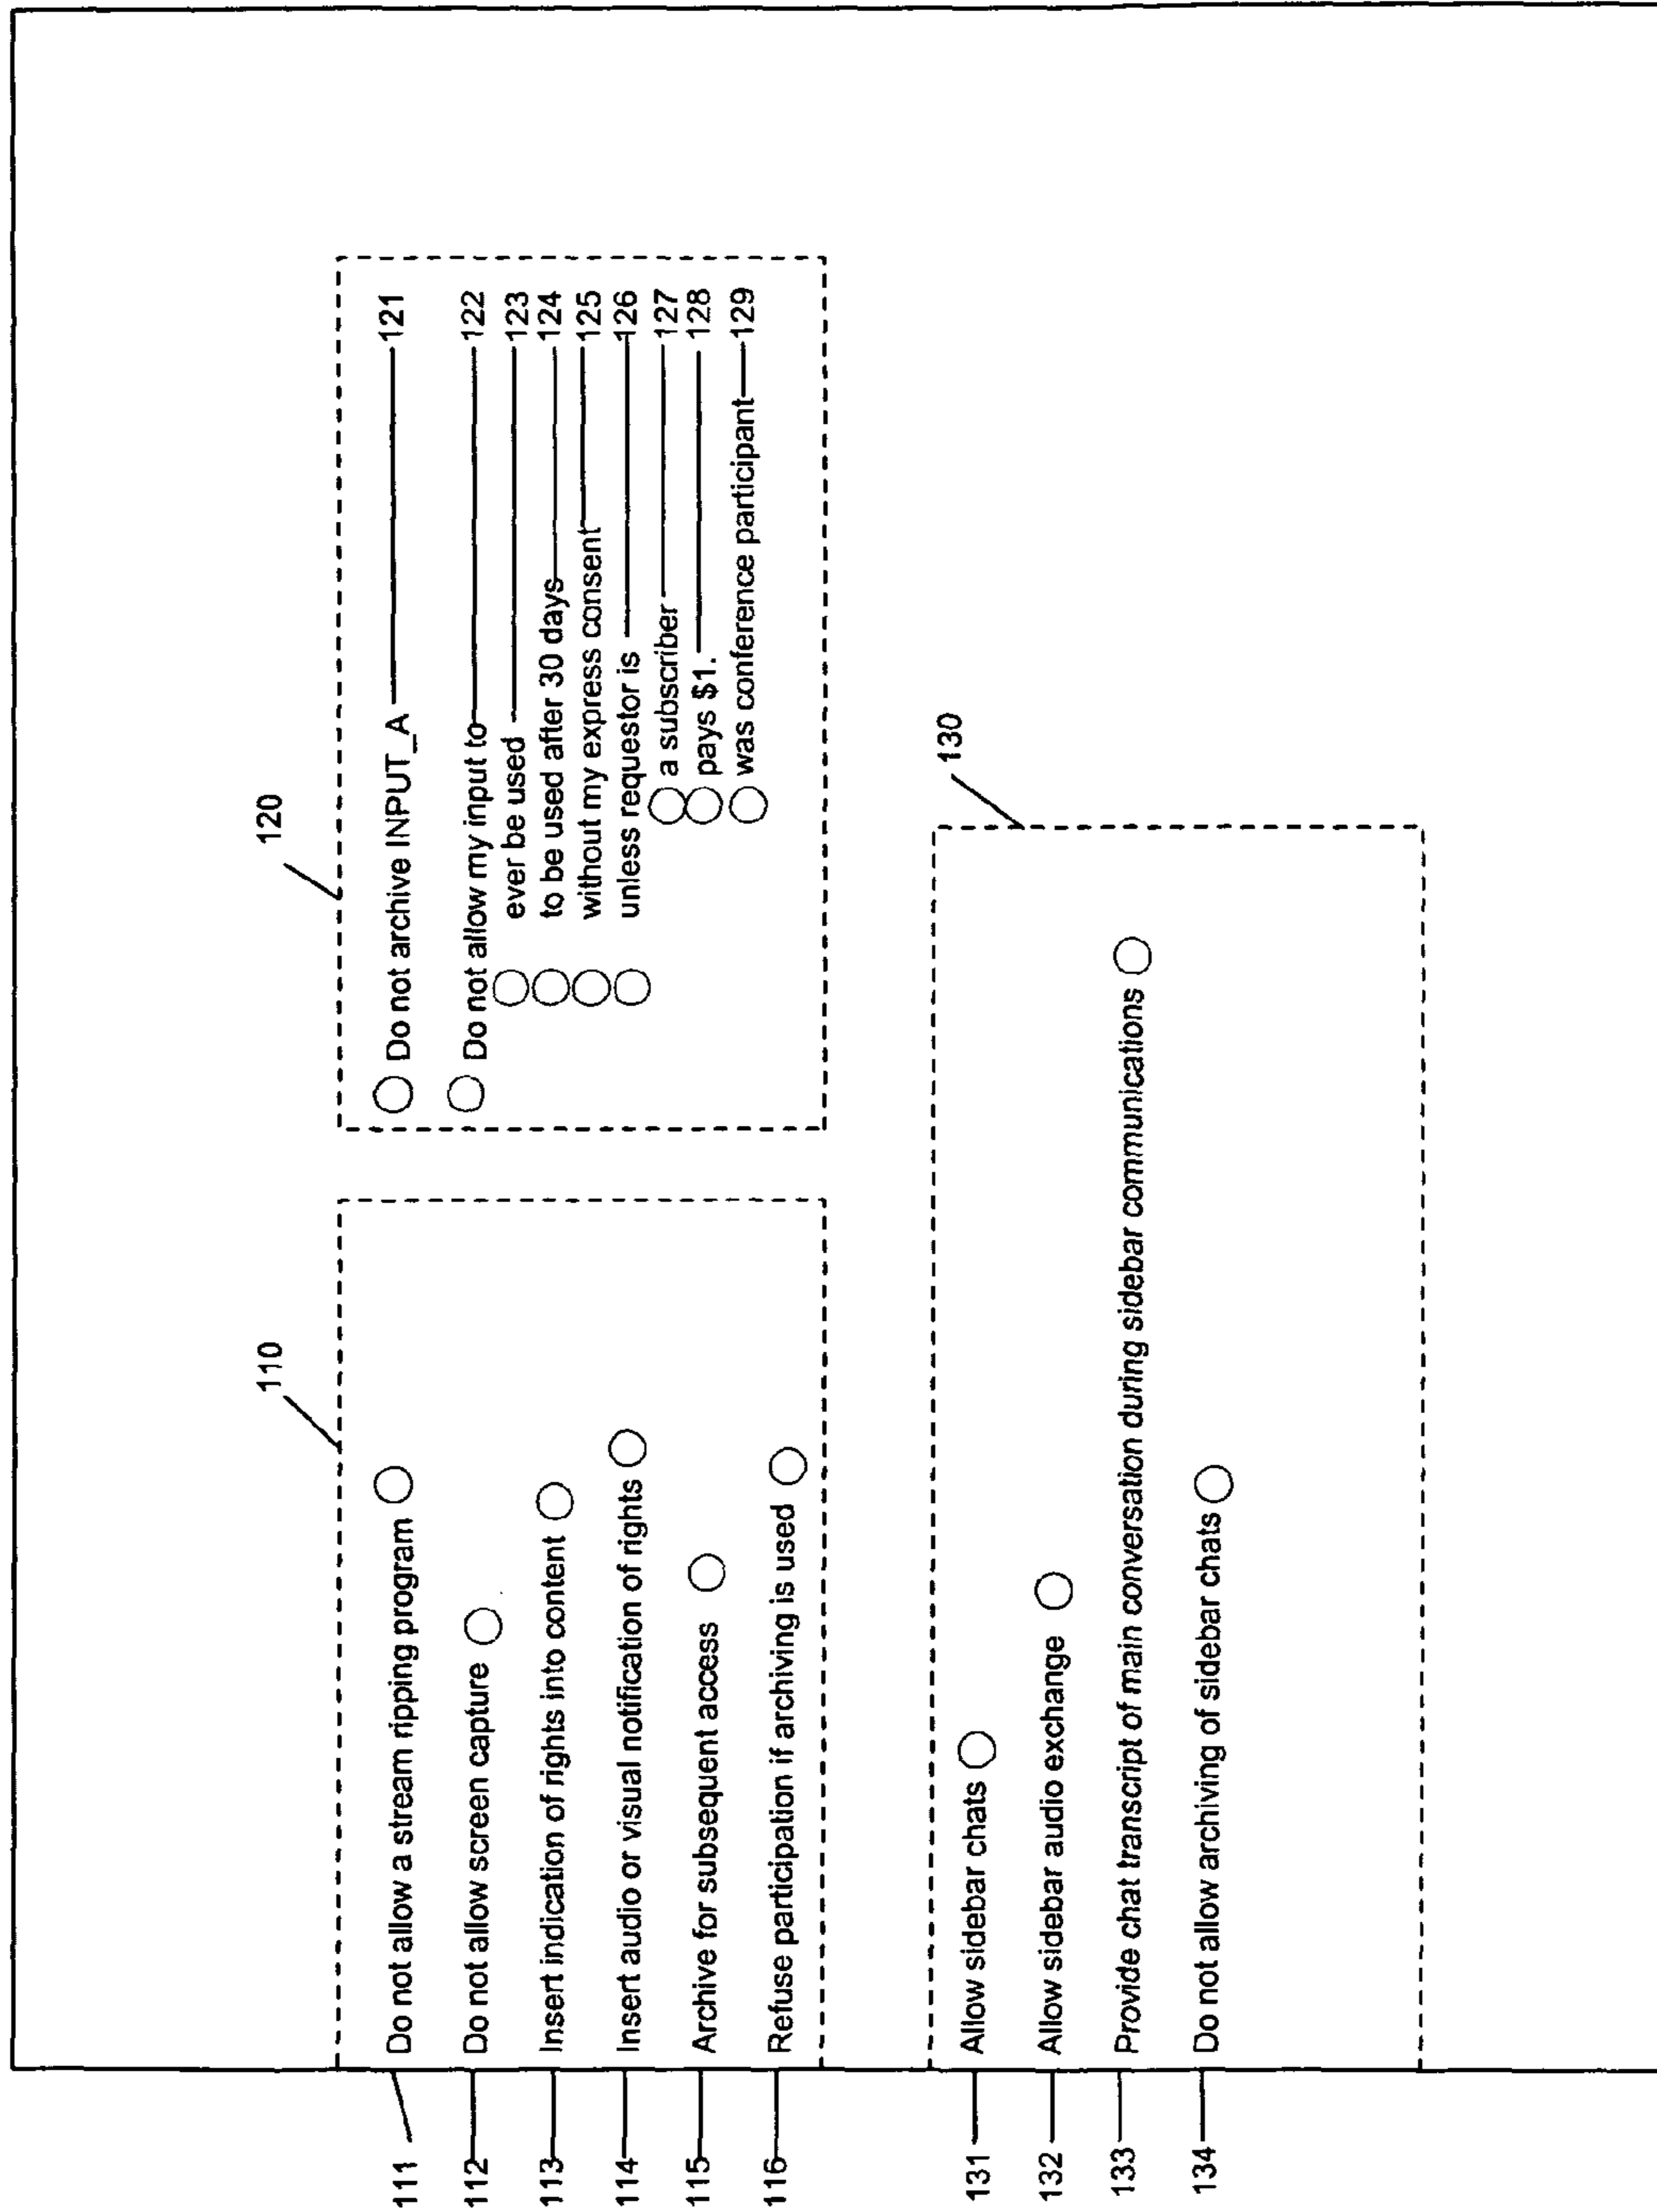 110
111 Do not allow a stream ripping program
112 Do not allow screen capture
113 Insert indication of rights into content
114 Insert audio or visual notification of rights
115 Archive for subsequent access
116 Refuse participation if archiving is used
120
Do not archive INPUT_A 121
Do not allow my input to 122
ever be used 123
to be used after 30 days 124
without my express consent 125
unless requestor is 126
a subscriber 127
pays $1. 128
was conference participant 129
130
131 Allow sidebar chats
132 Allow sidebar audio exchange
133 Provide chat transcript of main conversation during sidebar communications
134 Do not allow archiving of sidebar chats